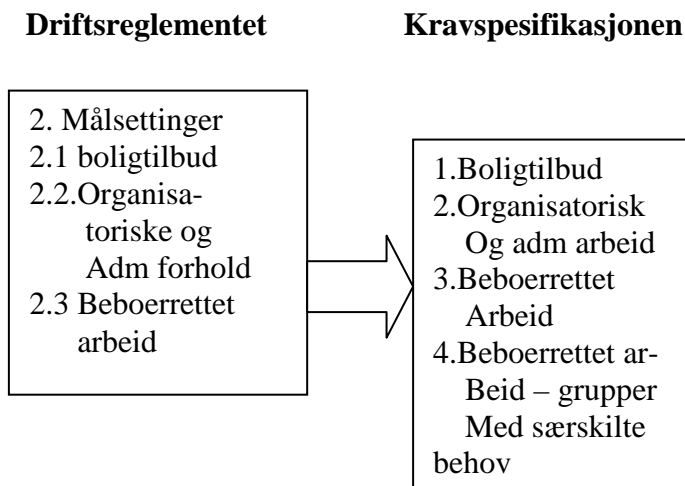 Driftsreglementet
2. Målsettinger
2.1 boligtilbud
2.2.Organisa-
toriske og
Adm forhold
2.3 Beboerrettet
arbeid
Kravspesifikasjonen
1.Boligtilbud
2.Organisatorisk
Og adm arbeid
3.Beboerrettet
Arbeid
4.Beboerrettet ar-
Beid – grupper
Med særskilte
behov